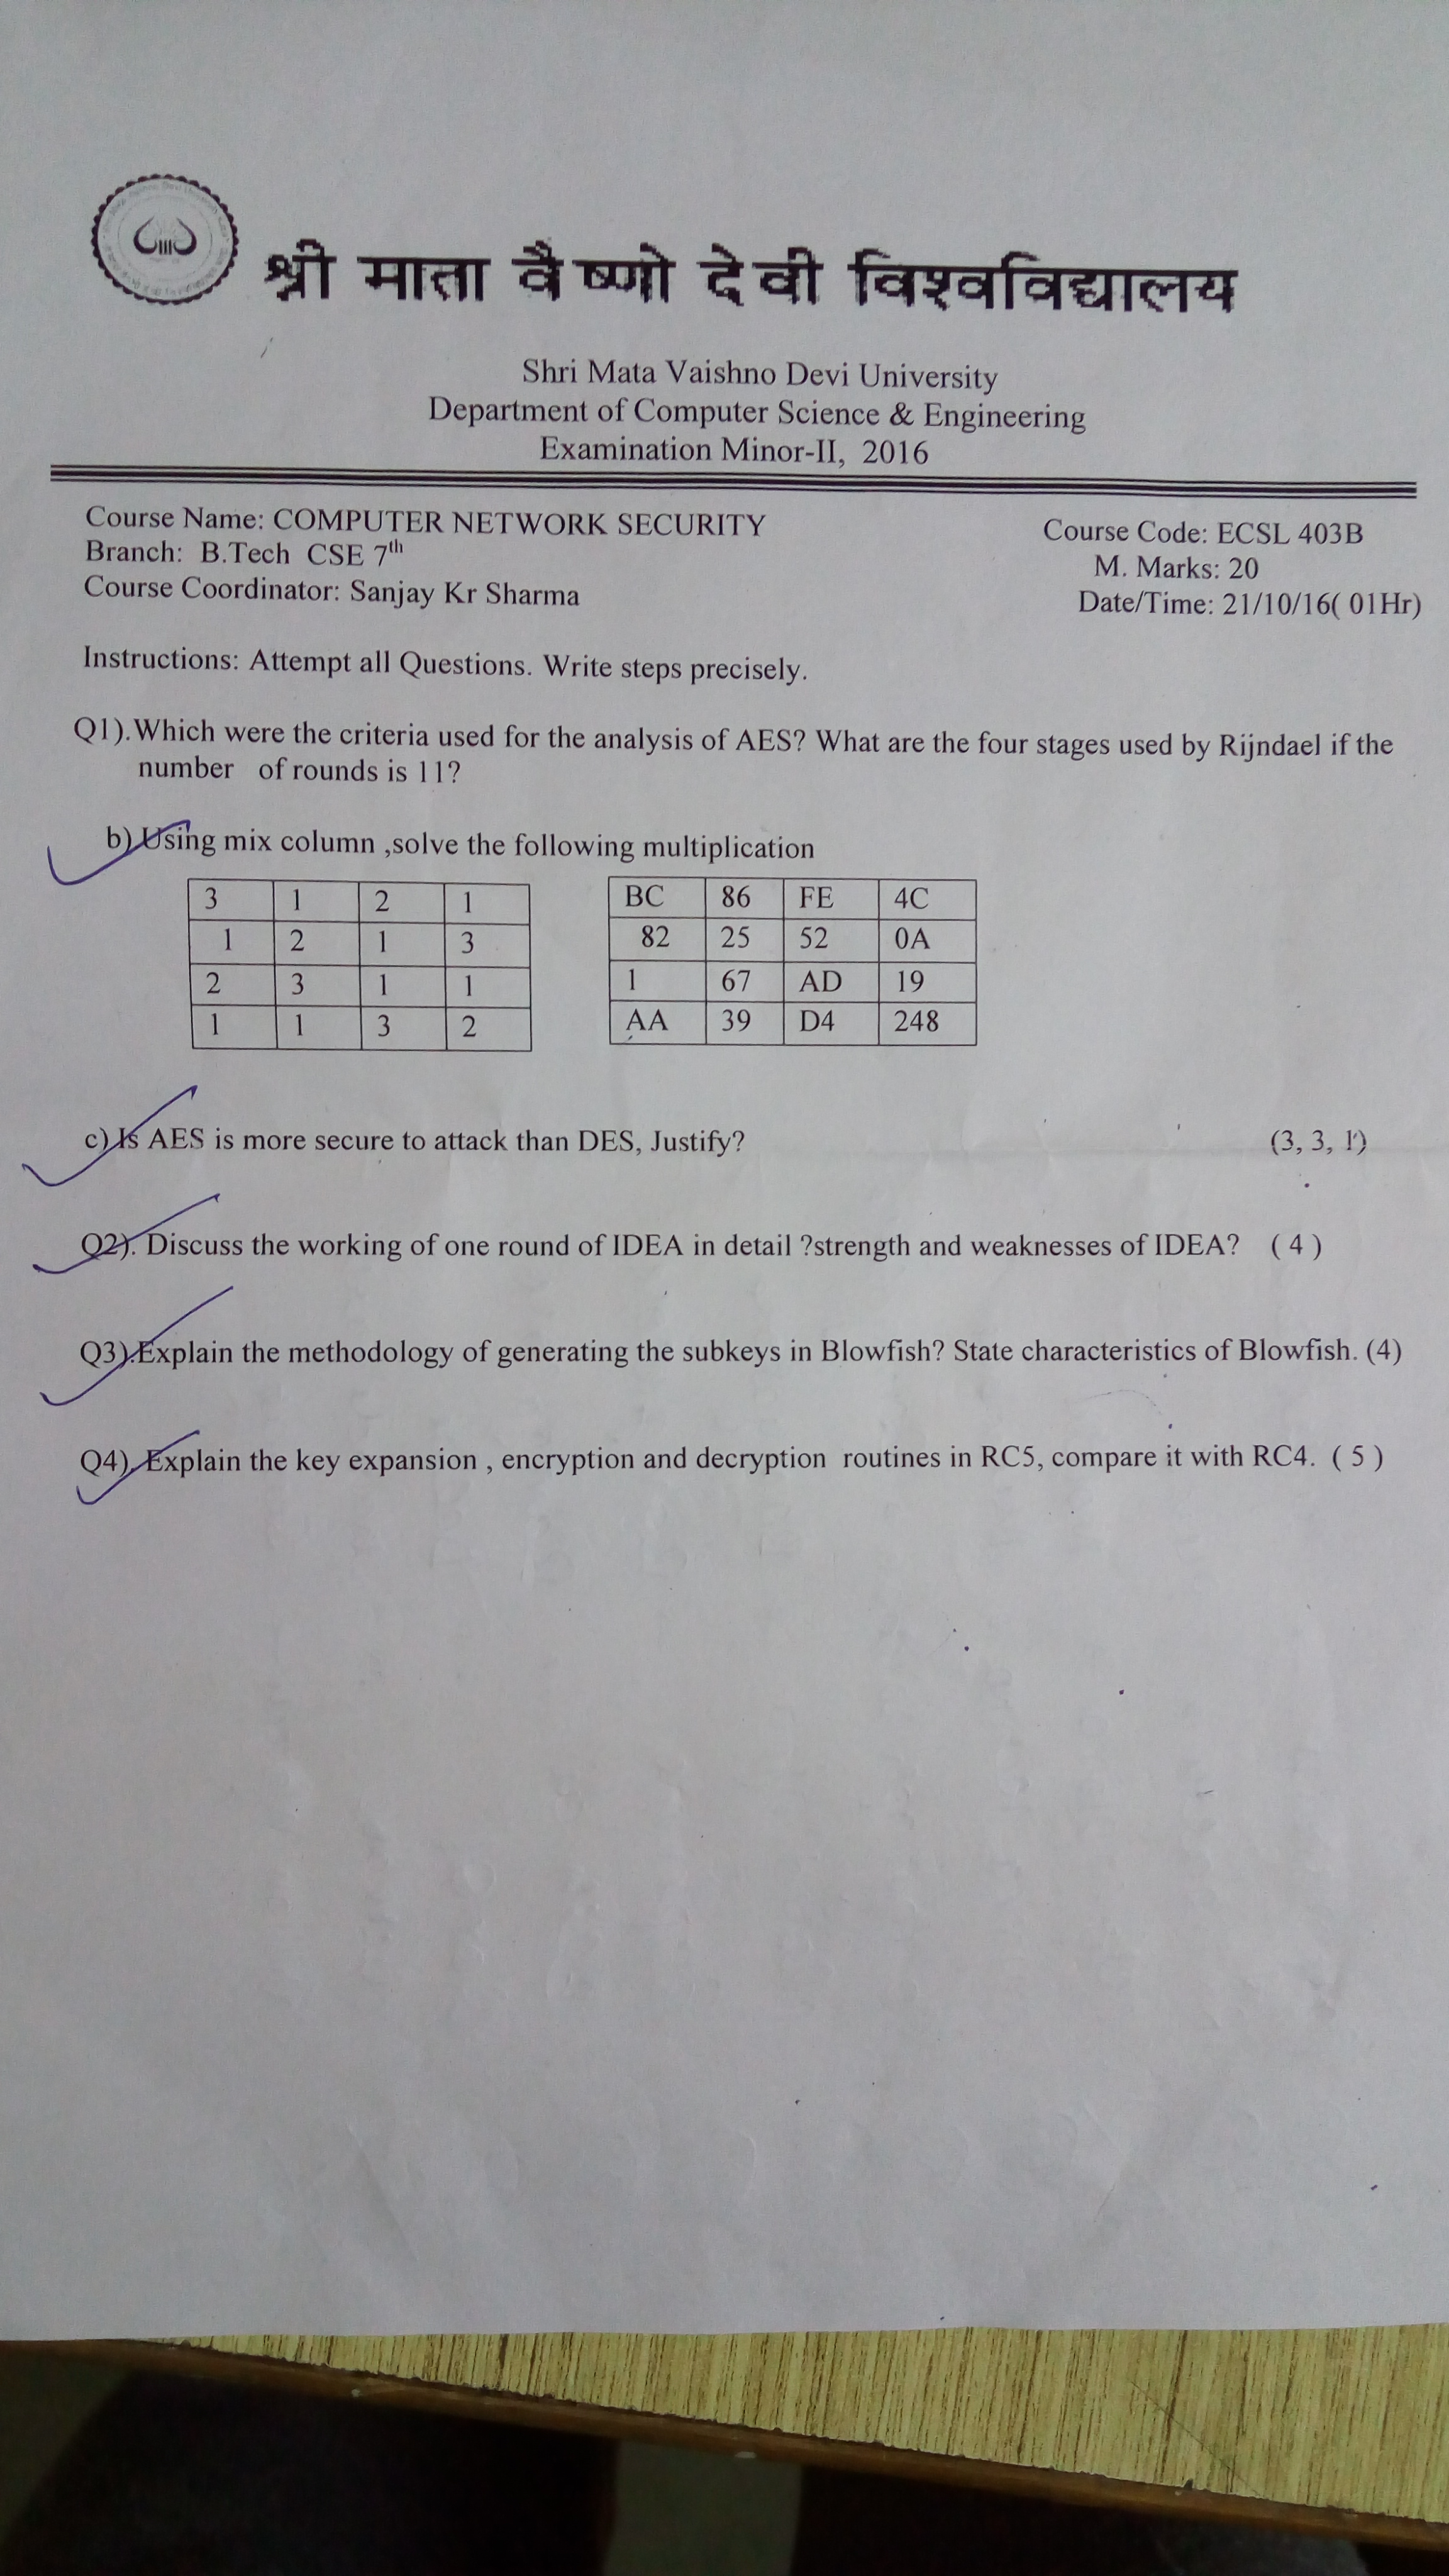 श्री माता वैष्णो देवी विश्वविद्यालय
Shri Mata Vaishno Devi University
Department of Computer Science & Engineering
Examination Minor-II, 2016
Course Name: COMPUTER NETWORK SECURITY
Course Code: ECSL 403B
Branch: B.Tech CSE 7th
M. Marks: 20
Course Coordinator: Sanjay Kr Sharma
Date/Time: 21/10/16( 01Hr)
Instructions: Attempt all Questions. Write steps precisely.
Q1).Which were the criteria used for the analysis of AES? What are the four stages used by Rijndael if the
number of rounds is 11?
b) Using mix column ,solve the following multiplication
3 1 2 1 BC 86 FE 4C
1 2 1 3 82 25 52 0A
2 3 1 1 1 67 AD 19
1 1 3 2 AA 39 D4 248
c) Is AES is more secure to attack than DES, Justify? (3, 3, 1)
Q2). Discuss the working of one round of IDEA in detail ?strength and weaknesses of IDEA? ( 4 )
Q3).Explain the methodology of generating the subkeys in Blowfish? State characteristics of Blowfish. (4)
Q4). Explain the key expansion , encryption and decryption routines in RC5, compare it with RC4. ( 5 )